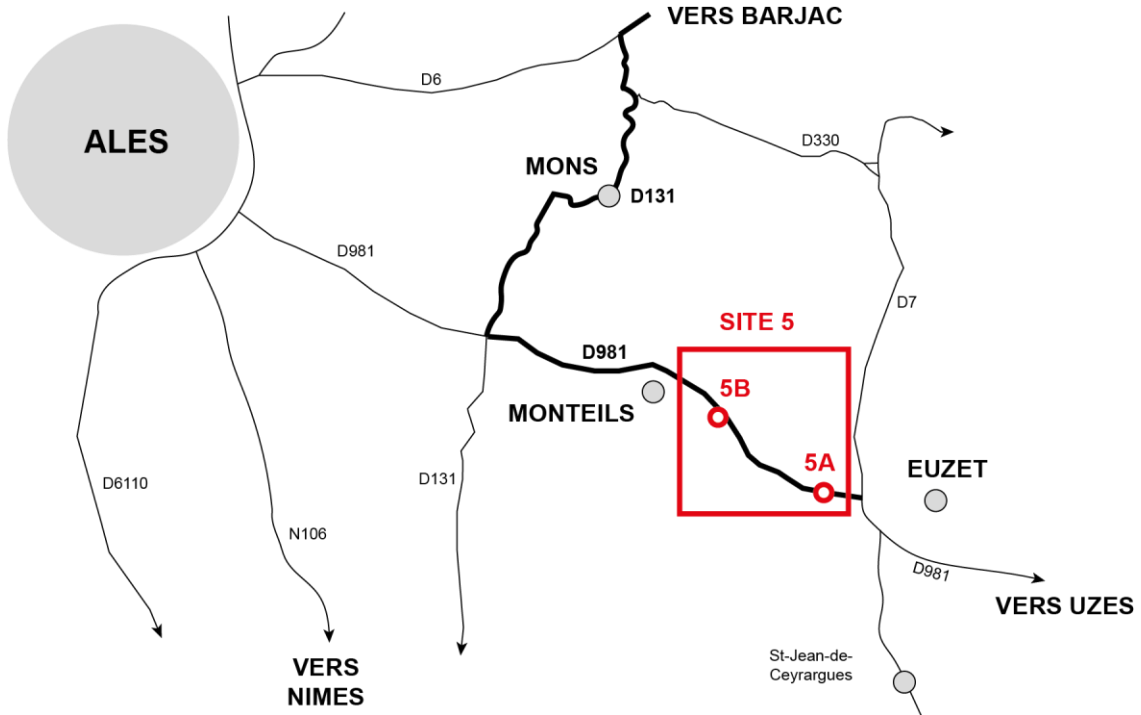 VERS BARJAC
D6
ALES
D330
MONS
D131
D981
D7
SITE 5
D981
5B
MONTEILS
5A
EUZET
D131
D6110
N106
D981
VERS UZES
St-Jean-de-
Ceyrargues
VERS
NIMES